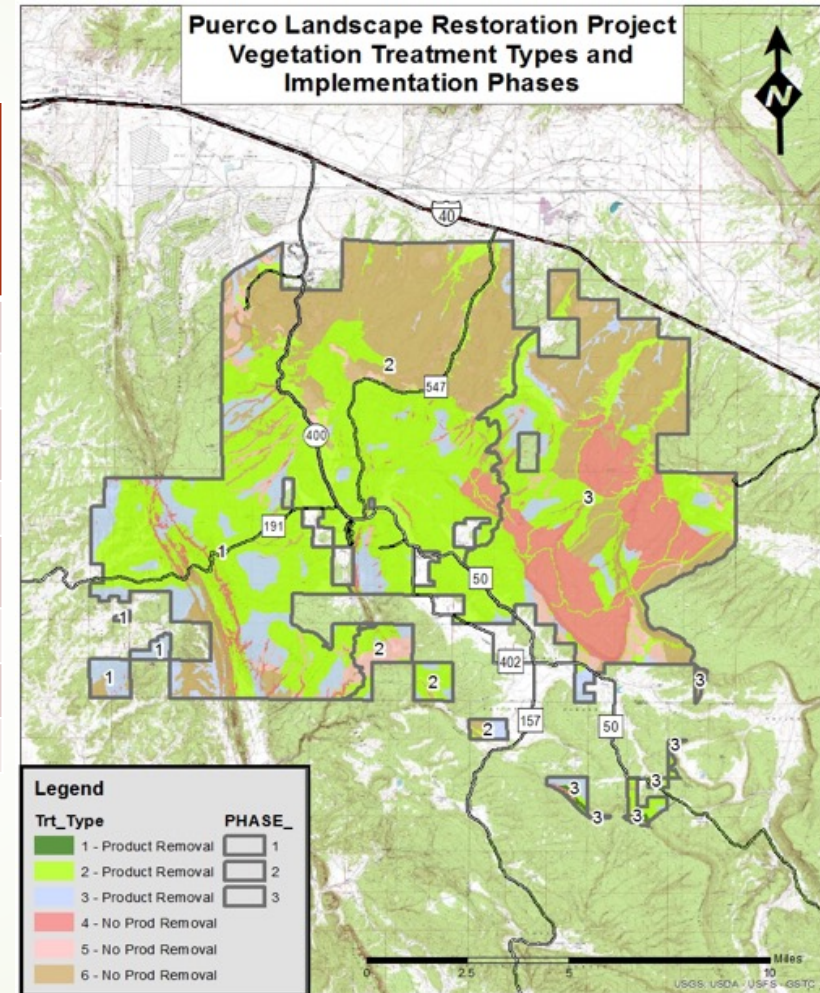 Puerco Landscape Restoration Project
Vegetation Treatment Types and
Implementation Phases
N
40
2
547
400
3
191
1
50
1
1
2
1
2
402
3
2
157
50
3
3
3
3
3
Legend
Trt_Type
PHASE_
1 - Product Removal
1
2 - Product Removal
2
3 - Product Removal
3
4 - No Prod Removal
5 - No Prod Removal
6 - No Prod Removal
0
2.5
5
10
Miles
USGS, USDA - USFS - GSTC